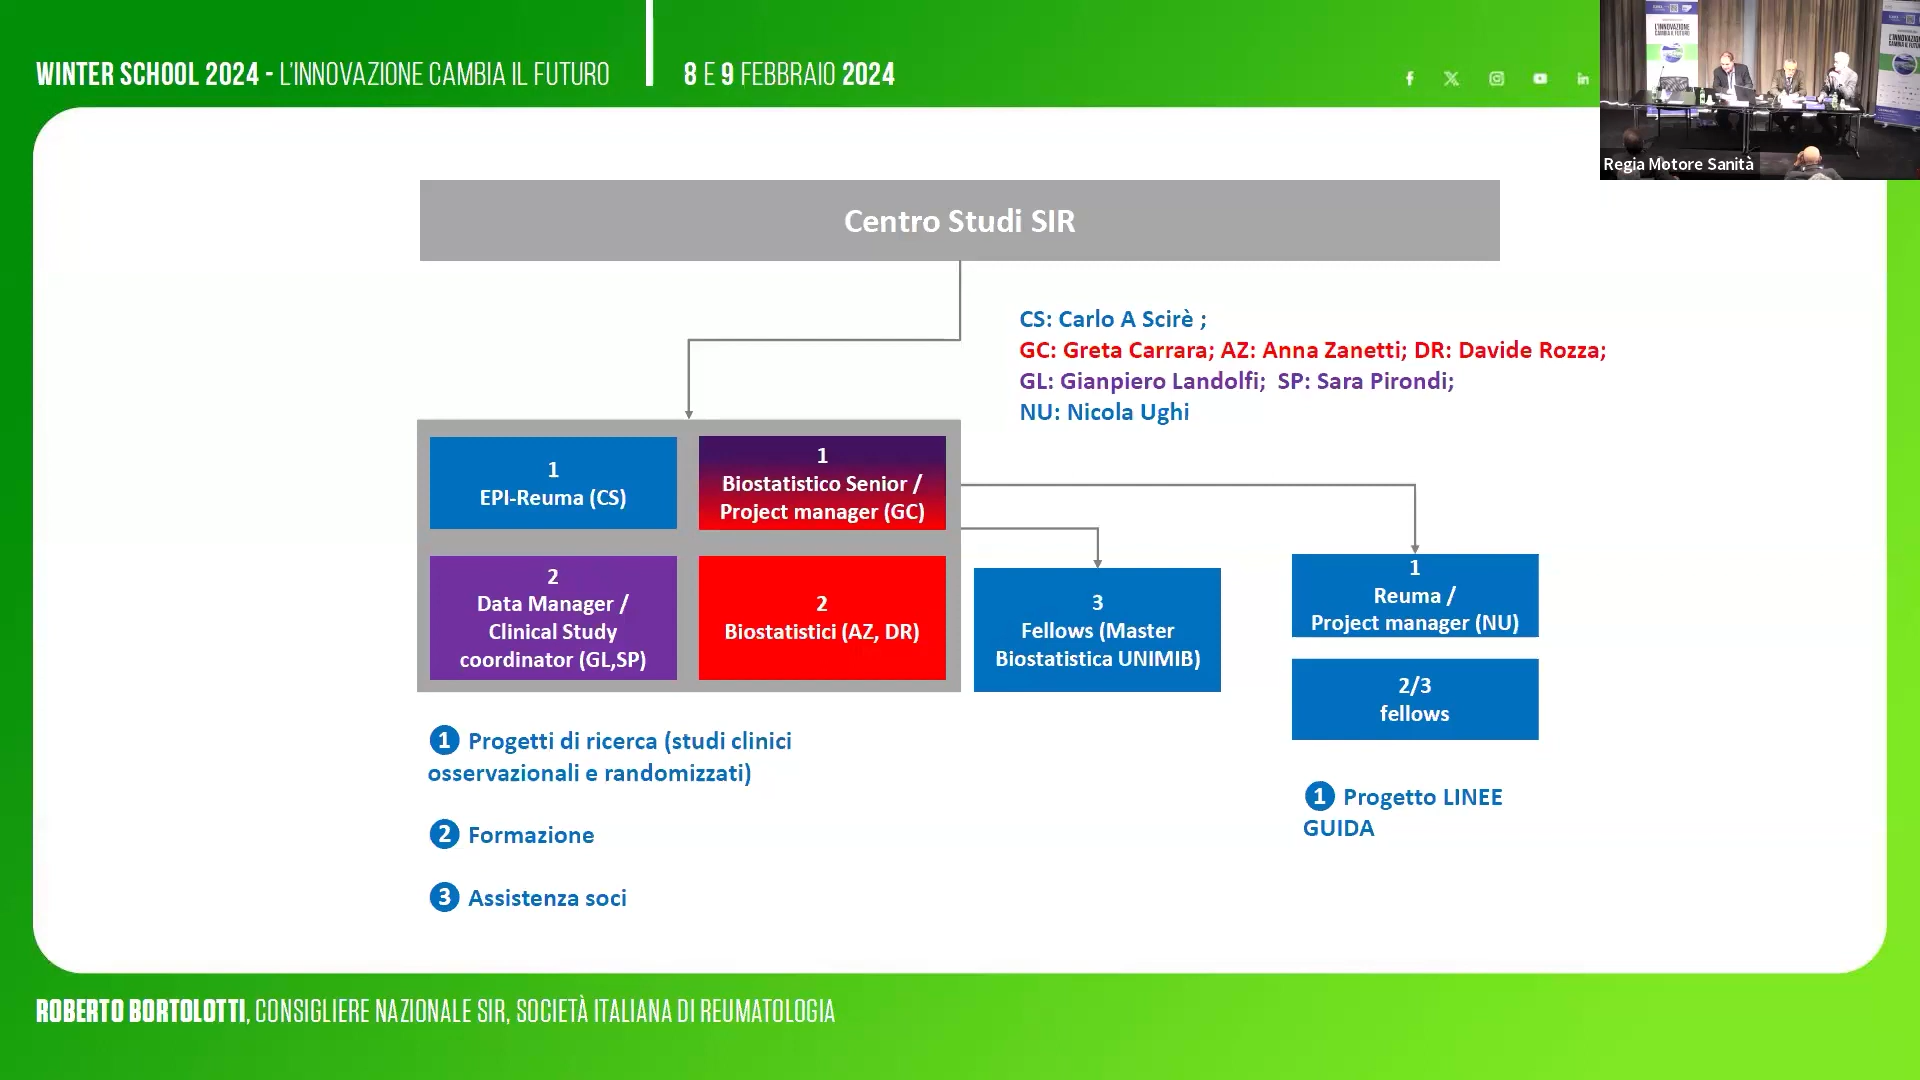 WINTER SCHOOL 2024 - L'INNOVAZIONE CAMBIA IL FUTURO
8 E 9 FEBBRAIO 2024
L'INNOVAZIONE
CAMBIA IL FUTURO
Regia Motore Sanità
Centro Studi SIR
CS: Carlo A Scirè ;
GC: Greta Carrara; AZ: Anna Zanetti; DR: Davide Rozza;
GL: Gianpiero Landolfi; SP: Sara Pirondi;
NU: Nicola Ughi
1
EPI-Reuma (CS)
1
Biostatistico Senior /
Project manager (GC)
2
Data Manager /
Clinical Study
coordinator (GL,SP)
2
Biostatistici (AZ, DR)
3
Fellows (Master
Biostatistica UNIMIB)
1
Reuma /
Project manager (NU)
2/3
fellows
1 Progetti di ricerca (studi clinici
osservazionali e randomizzati)
2 Formazione
3 Assistenza soci
1 Progetto LINEE
GUIDA
ROBERTO BORTOLOTTI, CONSIGLIERE NAZIONALE SIR, SOCIETÀ ITALIANA DI REUMATOLOGIA